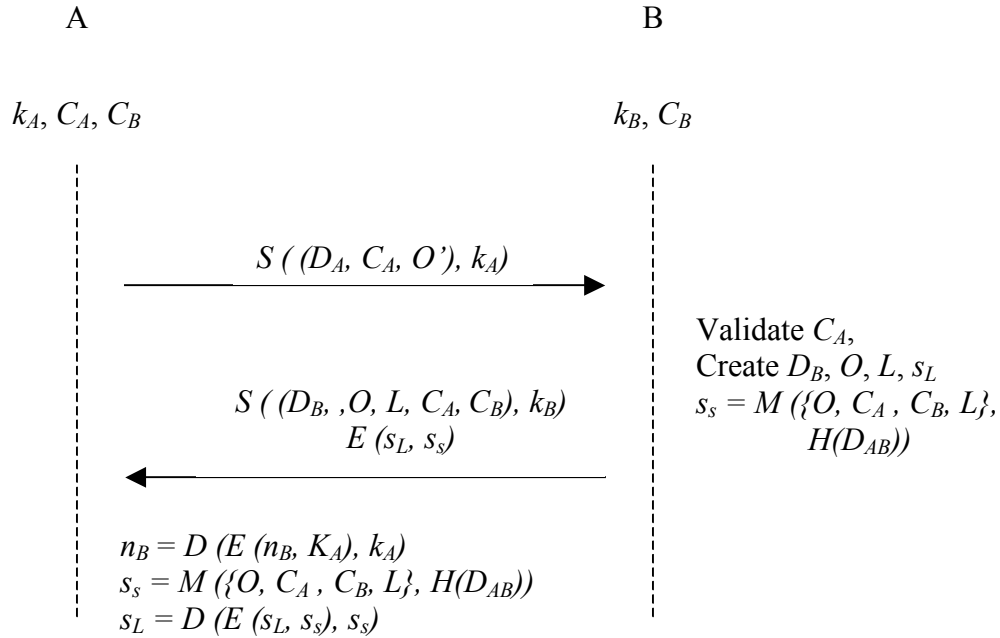 A B
k_A, C_A, C_B k_B, C_B
S ( (D_A, C_A, O’), k_A)
Validate C_A,
Create D_B, O, L, s_L
s_s = M ({O, C_A , C_B, L},
H(D_AB))
S ( (D_B, ,O, L, C_A, C_B), k_B)
E (s_L, s_s)
n_B = D (E (n_B, K_A), k_A)
s_s = M ({O, C_A , C_B, L}, H(D_AB))
s_L = D (E (s_L, s_s), s_s)